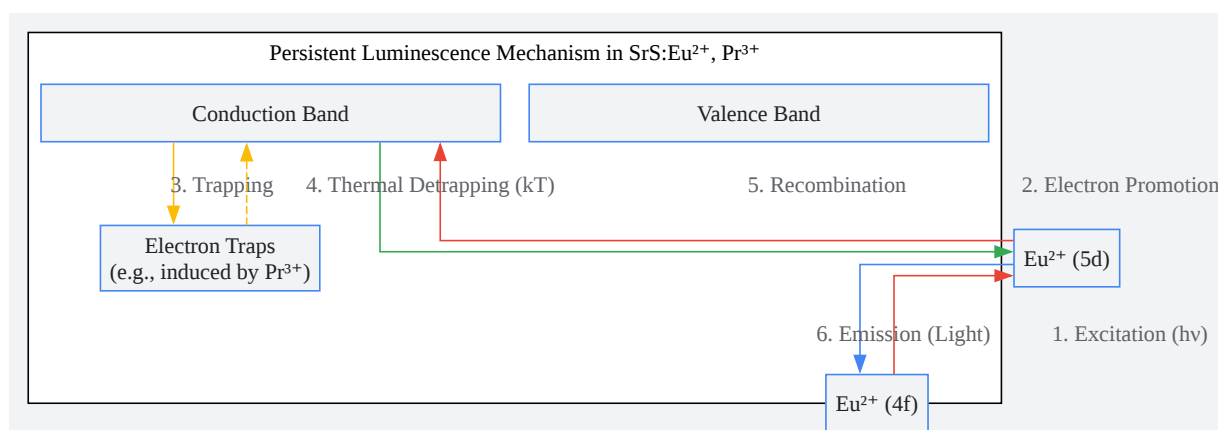 Persistent Luminescence Mechanism in SrS:Eu²⁺, Pr³⁺
Conduction Band
Valence Band
3. Trapping
4. Thermal Detrapping (kT)
5. Recombination
2. Electron Promotion
Electron Traps
(e.g., induced by Pr³⁺)
Eu²⁺ (5d)
6. Emission (Light)
1. Excitation (hν)
Eu²⁺ (4f)